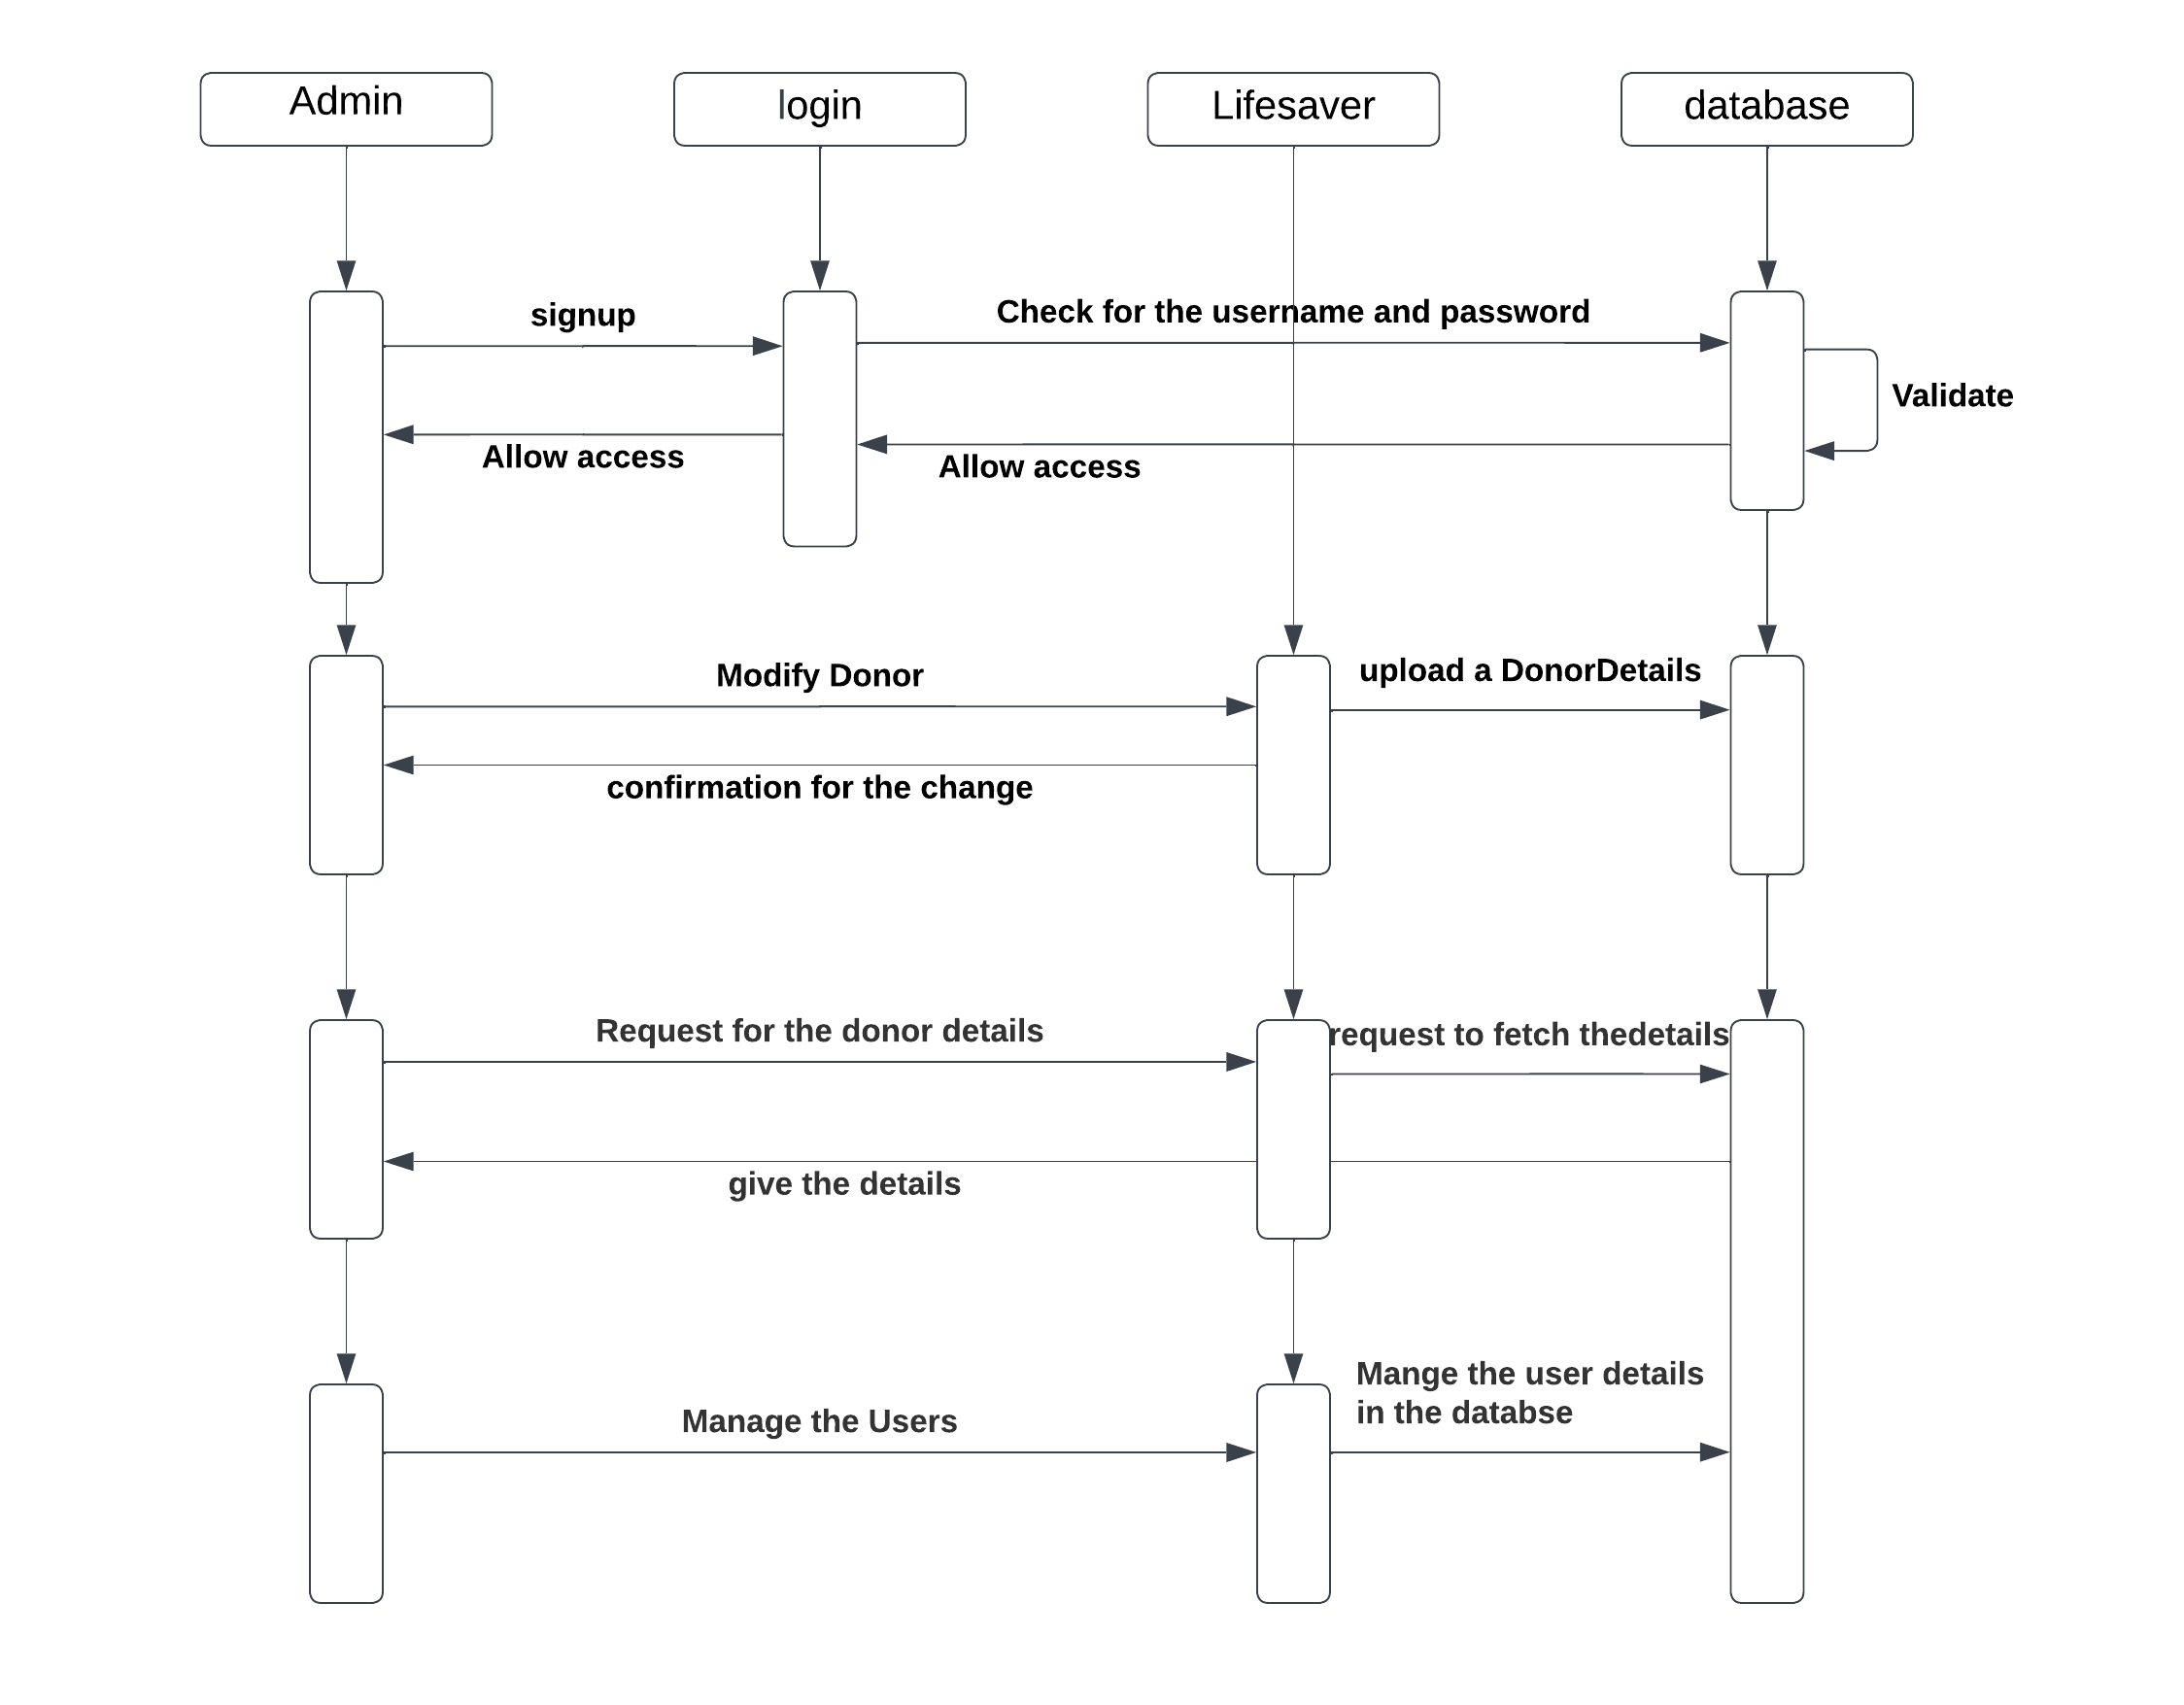 Admin
login
Lifesaver
database
signup
Check for the username and password
Validate
Allow access
Allow access
Modify Donor
upload a DonorDetails
confirmation for the change
Request for the donor details
request to fetch thedetails
give the details
Mange the user details
in the databse
Manage the Users